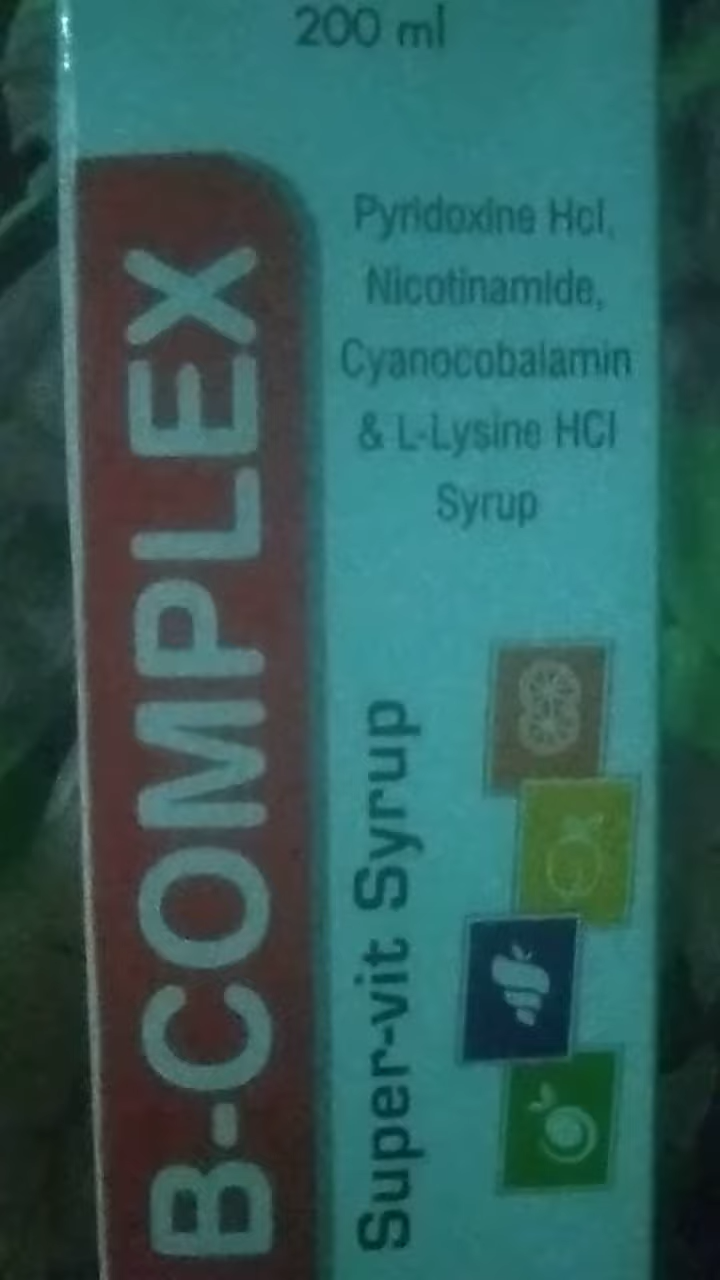 200 ml
Pyridoxine Hcl,
Nicotinamide,
Cyanocobalamin
& L-Lysine HCl
Syrup
B-COMPLEX
Super-vit Syrup